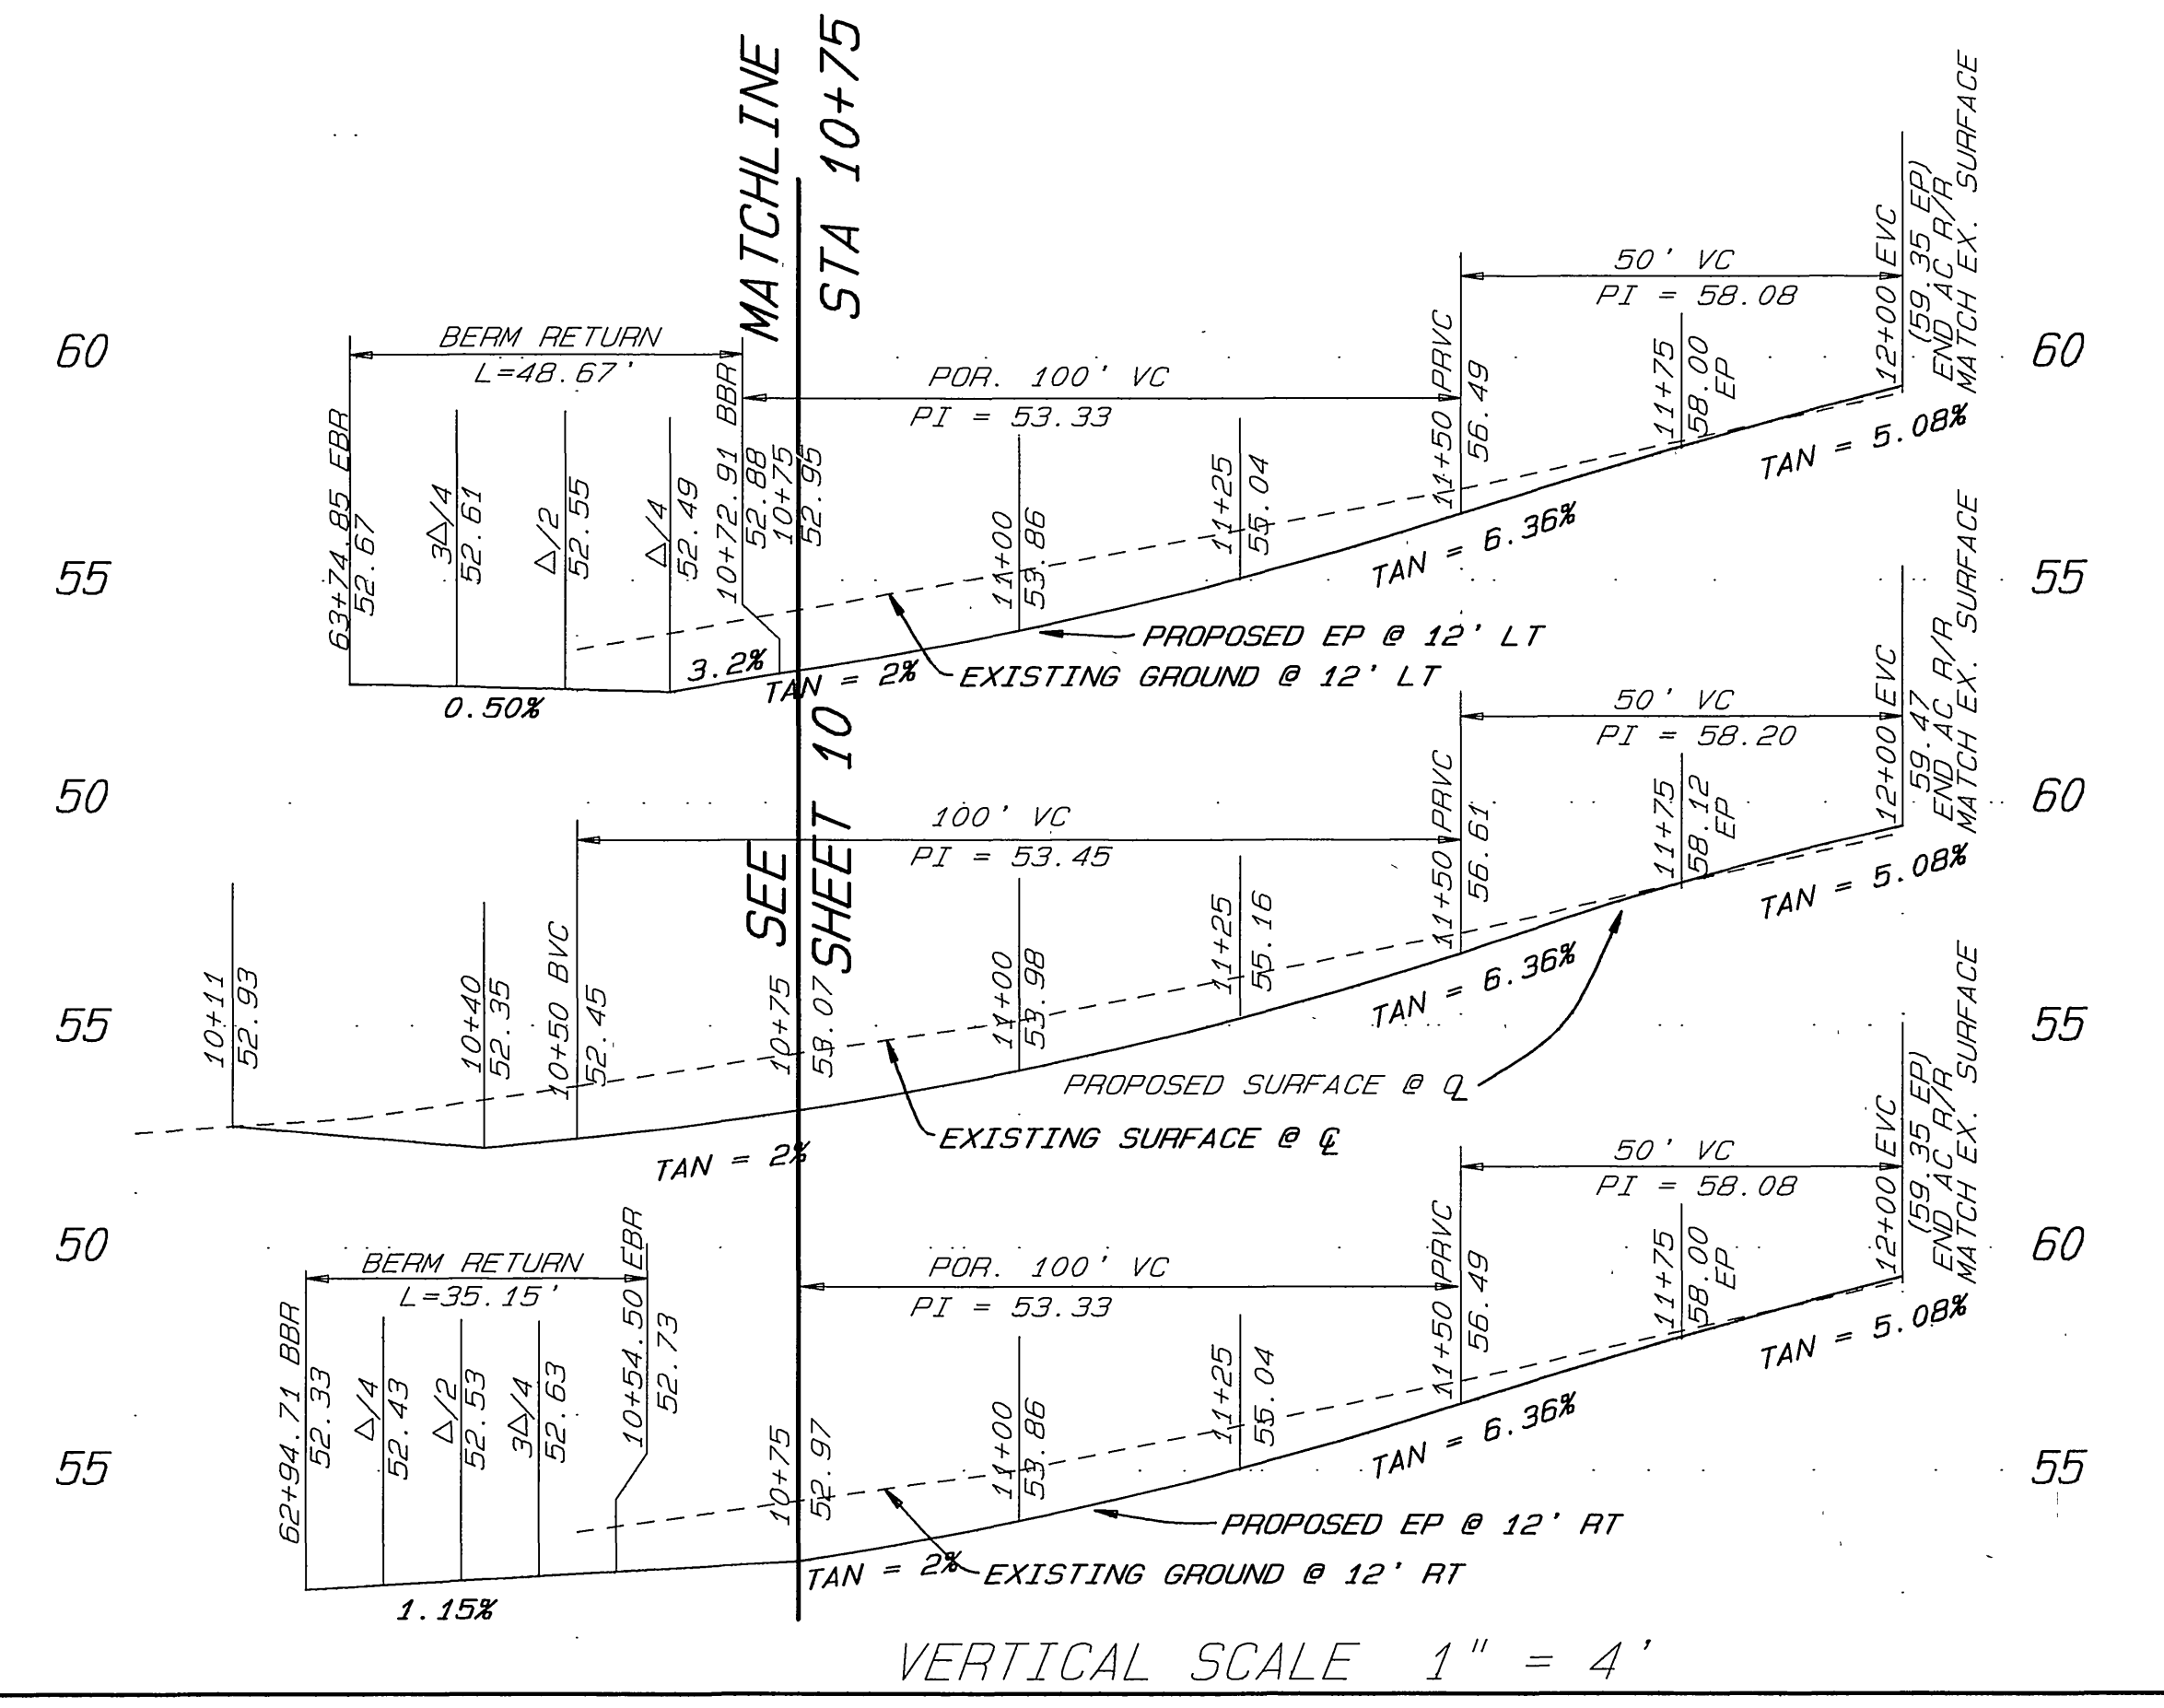 MATCHLINE
STA 10+75
SEE
SHEET 10
60
55
50
55
50
55
60
55
60
55
60
55
BERM RETURN
L=48.67'
63+74.85 EBR
52.67
3Δ/4
52.61
Δ/2
52.55
Δ/4
52.49
10+72.91 BBR
52.88
10+75
52.95
POR. 100' VC
PI = 53.33
11+00
53.86
11+25
55.04
11+50 PRVC
56.49
50' VC
PI = 58.08
11+75
58.00
EP
12+00 EVC
(59.35 EP)
END AC R/R
MATCH EX. SURFACE
0.50%
3.2%
TAN = 2%
TAN = 6.36%
TAN = 5.08%
PROPOSED EP @ 12' LT
EXISTING GROUND @ 12' LT
10+11
52.93
10+40
52.35
10+50 BVC
52.45
100' VC
PI = 53.45
10+75
53.07
11+00
53.98
11+25
55.16
11+50 PRVC
56.61
50' VC
PI = 58.20
11+75
58.12
EP
12+00 EVC
59.47
END AC R/R
MATCH EX. SURFACE
TAN = 2%
TAN = 6.36%
TAN = 5.08%
PROPOSED SURFACE @ ℄
EXISTING SURFACE @ ℄
BERM RETURN
L=35.15'
62+94.71 BBR
52.33
Δ/4
52.43
Δ/2
52.53
3Δ/4
52.63
10+54.50 EBR
52.73
10+75
52.97
POR. 100' VC
PI = 53.33
11+00
53.86
11+25
55.04
11+50 PRVC
56.49
50' VC
PI = 58.08
11+75
58.00
EP
12+00 EVC
(59.35 EP)
END AC R/R
MATCH EX. SURFACE
1.15%
TAN = 2%
TAN = 6.36%
TAN = 5.08%
PROPOSED EP @ 12' RT
EXISTING GROUND @ 12' RT
VERTICAL SCALE 1" = 4'